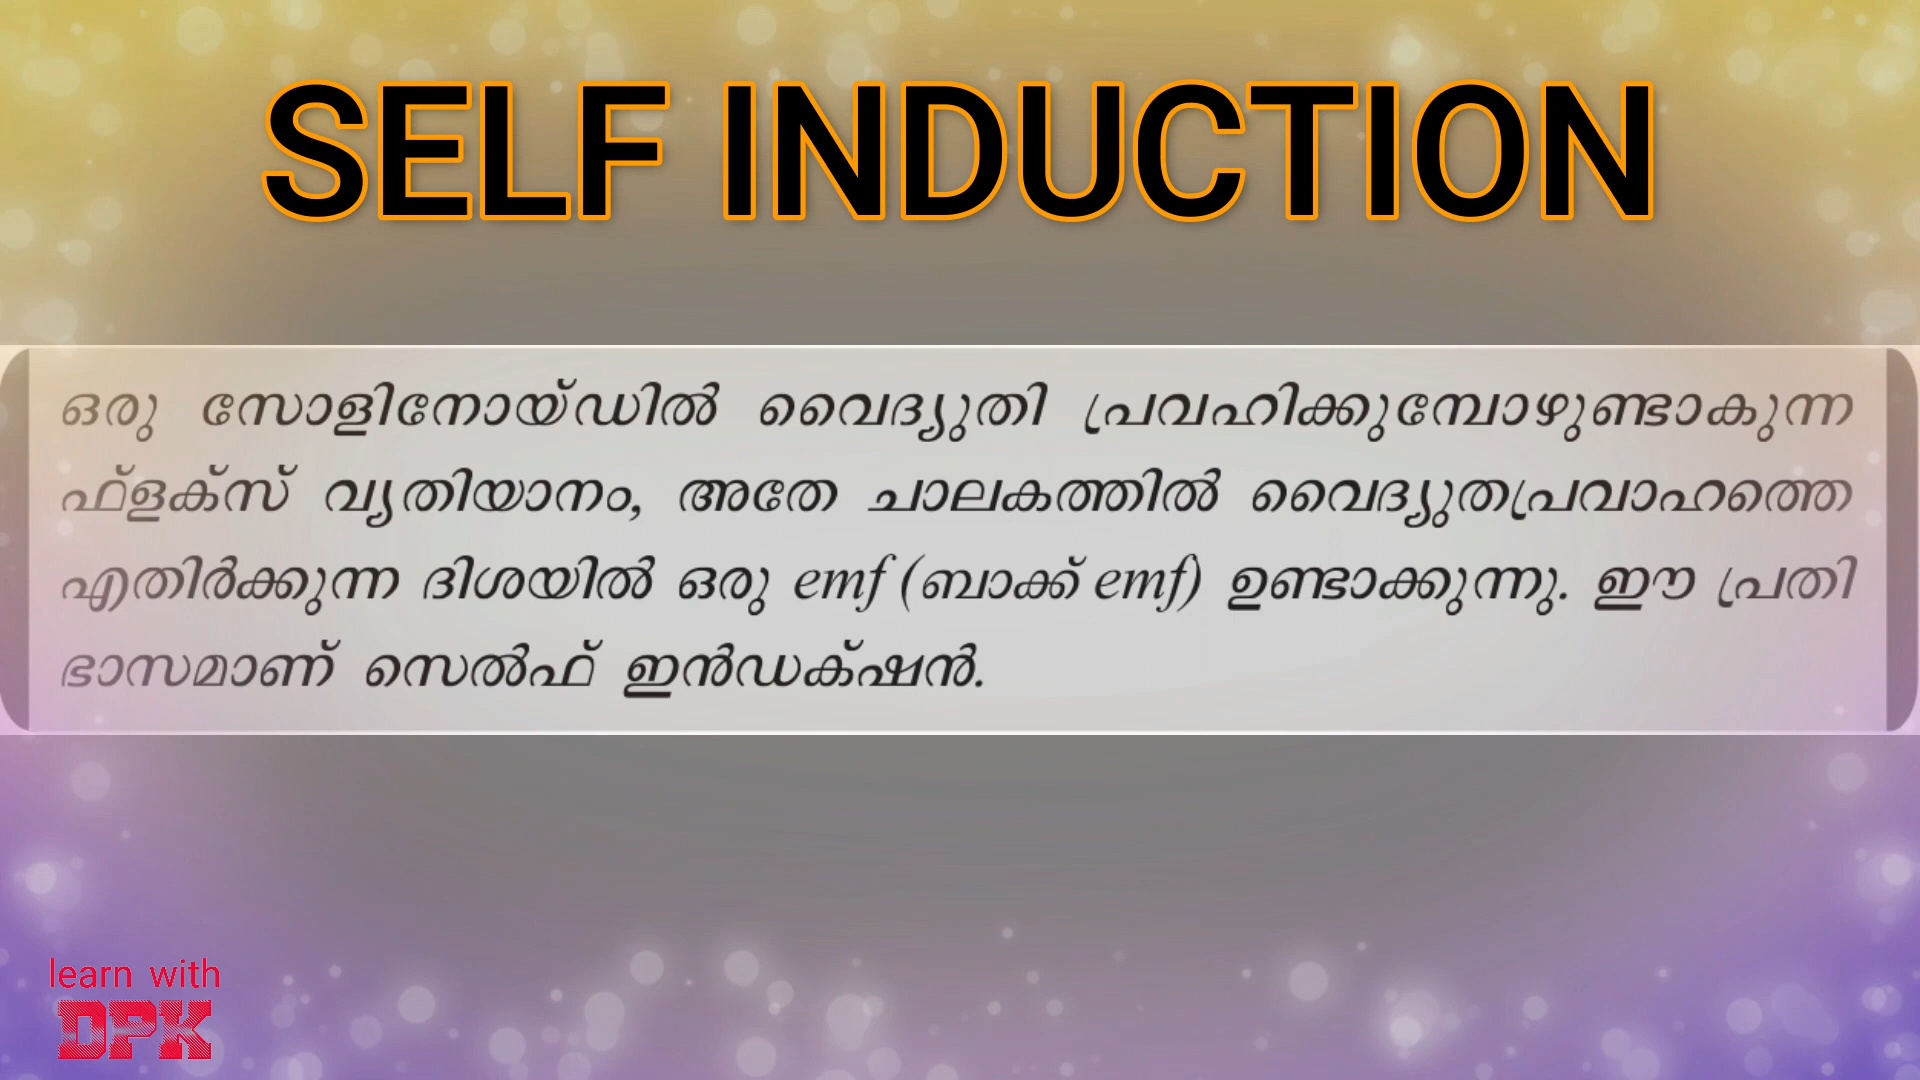 SELF INDUCTION
ഒരു സോളിനോയ്ഡിൽ വൈദ്യുതി പ്രവഹിക്കുമ്പോഴുണ്ടാകുന്ന
ഫ്ളക്സ് വ്യതിയാനം, അതേ ചാലകത്തിൽ വൈദ്യുതപ്രവാഹത്തെ
എതിർക്കുന്ന ദിശയിൽ ഒരു emf (ബാക്ക് emf) ഉണ്ടാക്കുന്നു. ഈ പ്രതി
ഭാസമാണ് സെൽഫ് ഇൻഡക്ഷൻ.
learn with
DPK